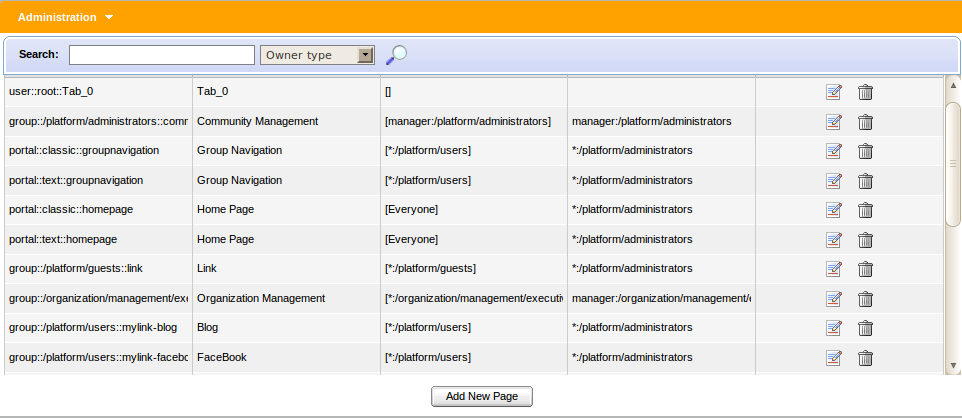 Administration
Search: Owner type
user::root::Tab_0 Tab_0 []
group::/platform/administrators::comm Community Management [manager:/platform/administrators] manager:/platform/administrators
portal::classic::groupnavigation Group Navigation [*:/platform/users] *:/platform/administrators
portal::text::groupnavigation Group Navigation [*:/platform/users] *:/platform/administrators
portal::classic::homepage Home Page [Everyone] *:/platform/administrators
portal::text::homepage Home Page [Everyone] *:/platform/administrators
group::/platform/guests::link Link [*:/platform/guests] *:/platform/administrators
group::/organization/management/exe Organization Management [*:/organization/management/executi manager:/organization/management/e
group::/platform/users::mylink-blog Blog [*:/platform/users] *:/platform/administrators
group::/platform/users::mylink-facebo FaceBook [*:/platform/users] *:/platform/administrators
Add New Page